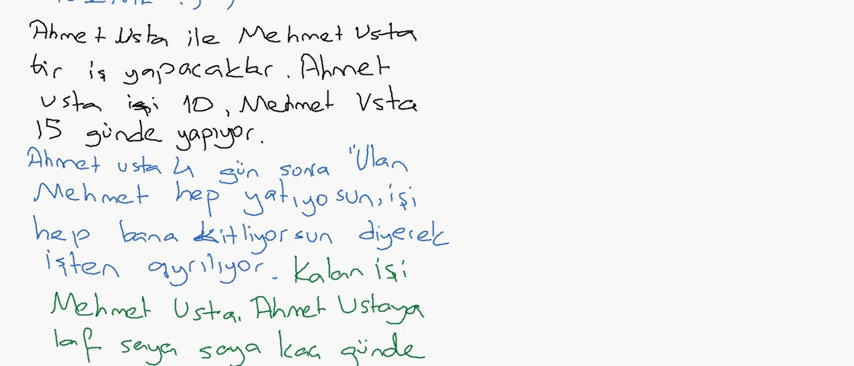 Ahmet Usta ile Mehmet Usta
bir iş yapacaklar. Ahmet
usta işi 10, Mehmet Usta
15 günde yapıyor.
Ahmet usta 4 gün sonra "Ulan
Mehmet hep yatıyosun, işi
hep bana kitliyorsun diyerek
işten ayrılıyor. Kalan işi
Mehmet Usta, Ahmet Ustaya
laf saya saya kaç günde